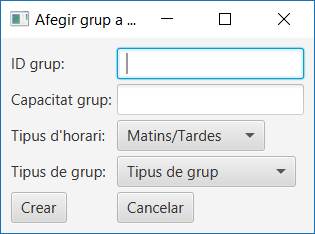 Afegir grup a ...
ID grup:
Capacitat grup:
Tipus d'horari: Matins/Tardes
Tipus de grup: Tipus de grup
Crear Cancelar